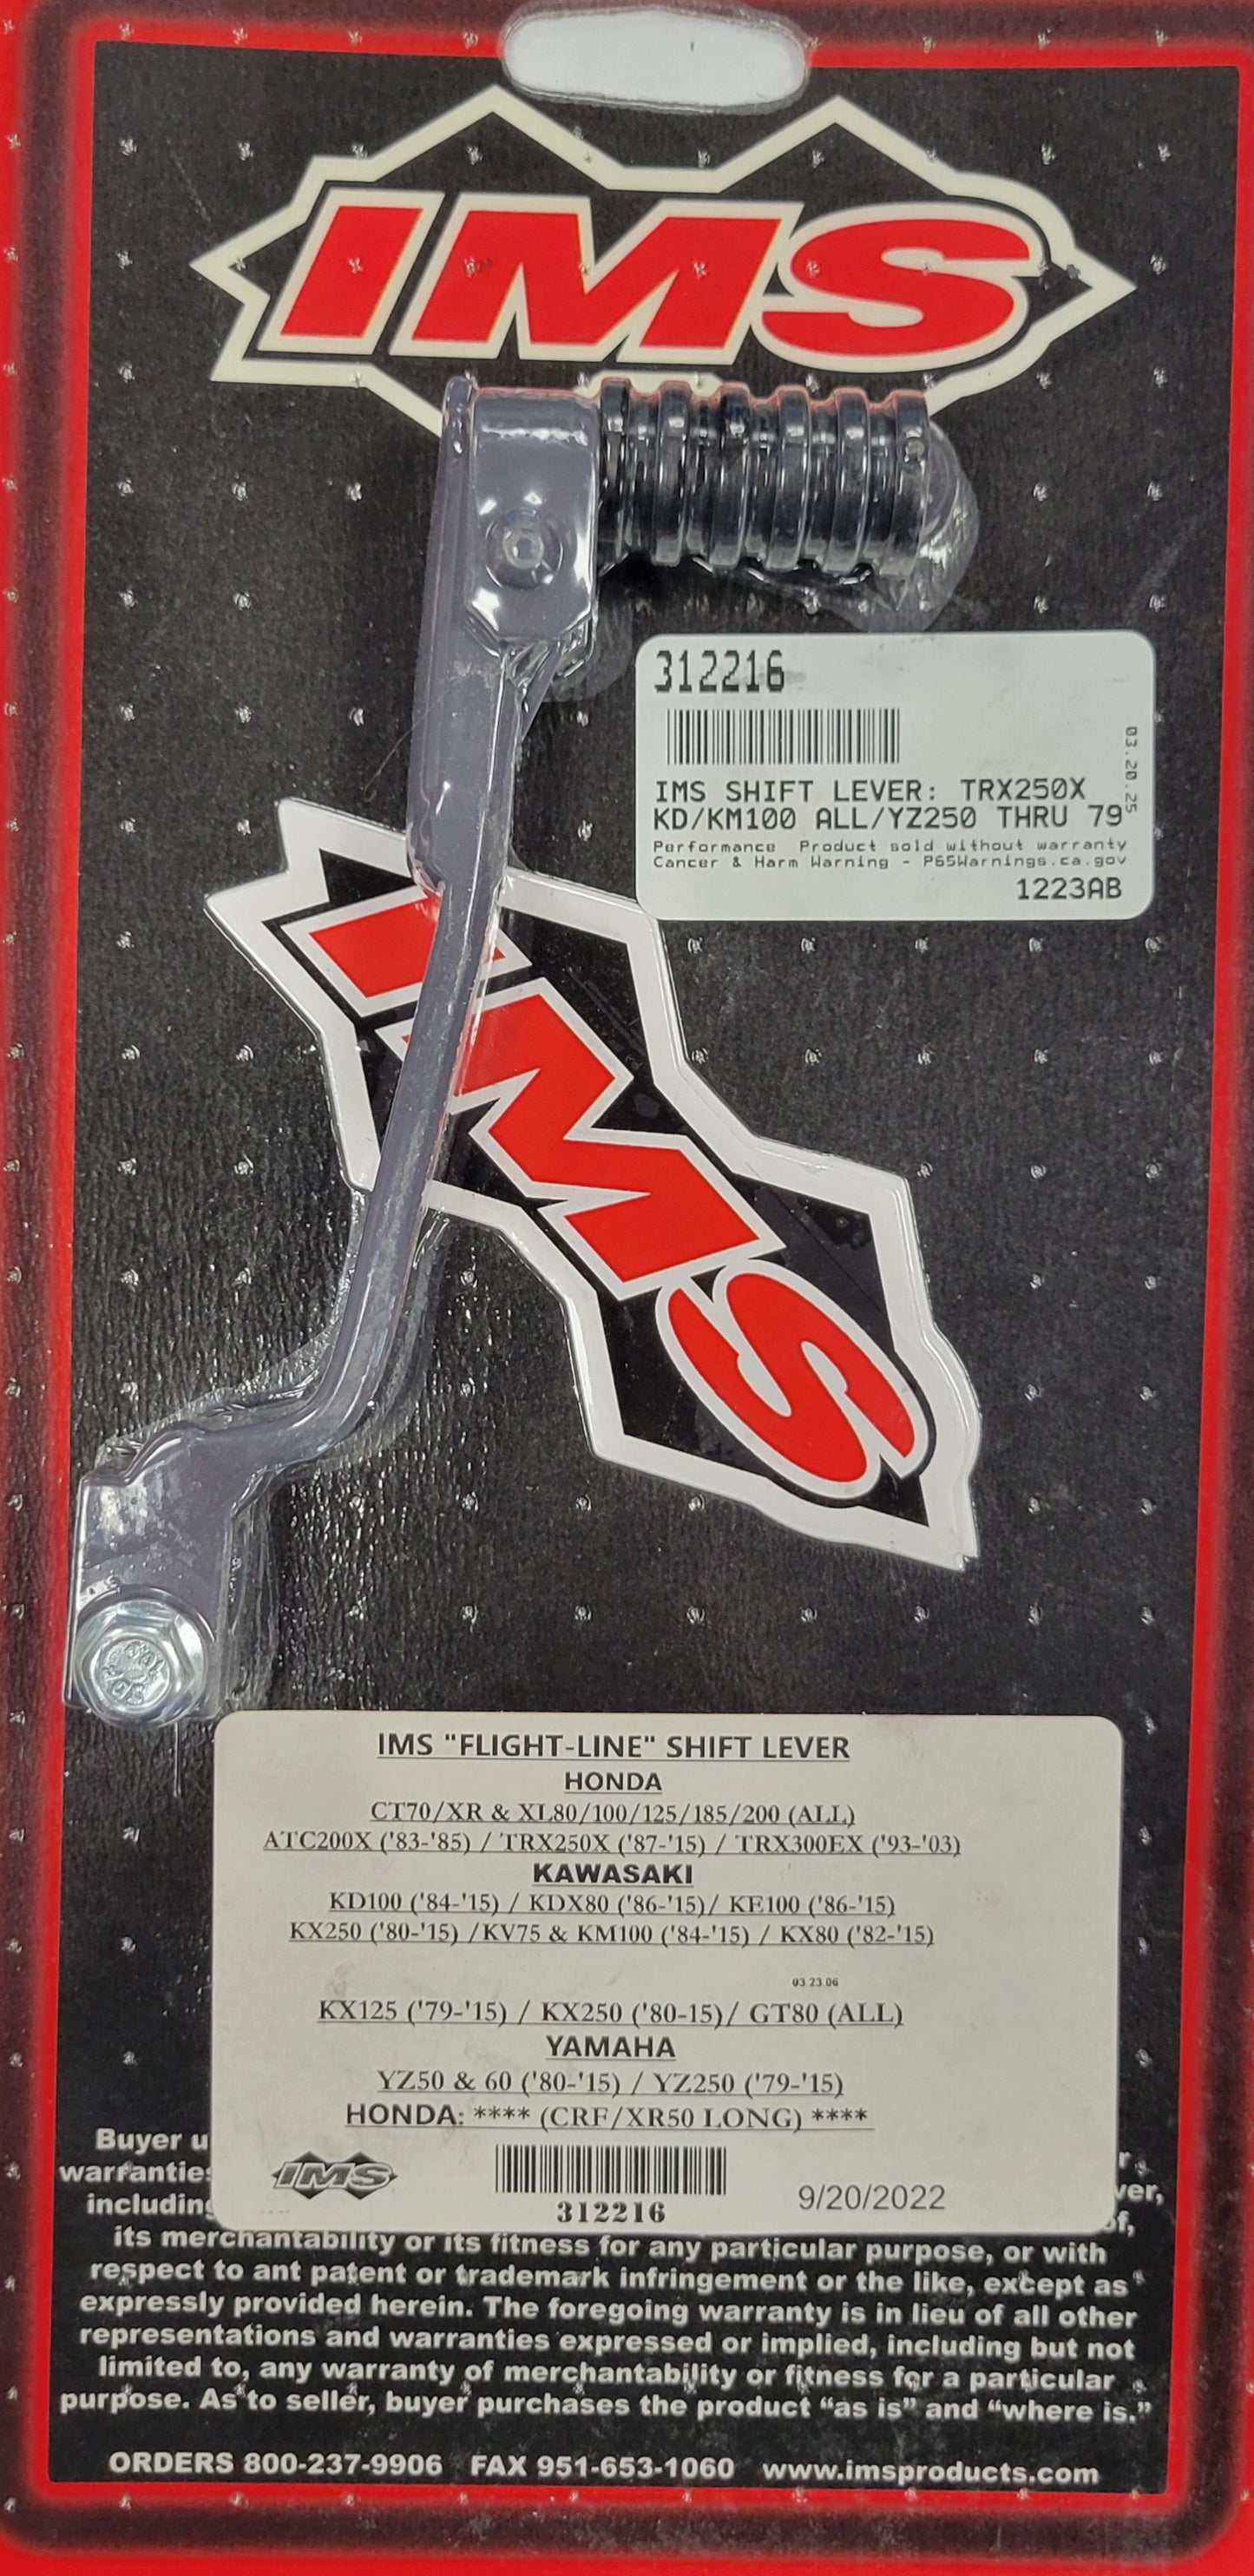 IMS
312216
03.20.25
IMS SHIFT LEVER: TRX250X
KD/KM100 ALL/YZ250 THRU 79
Performance Product sold without warranty
Cancer & Harm Warning - P65Warnings.ca.gov
1223AB
IMS
IMS "FLIGHT-LINE" SHIFT LEVER
HONDA
CT70/XR & XL80/100/125/185/200 (ALL)
ATC200X ('83-'85) / TRX250X ('87-'15) / TRX300EX ('93-'03)
KAWASAKI
KD100 ('84-'15) / KDX80 ('86-'15)/ KE100 ('86-'15)
KX250 ('80-'15) /KV75 & KM100 ('84-'15) / KX80 ('82-'15)
03.23.06
KX125 ('79-'15) / KX250 ('80-15)/ GT80 (ALL)
YAMAHA
YZ50 & 60 ('80-'15) / YZ250 ('79-'15)
HONDA: **** (CRF/XR50 LONG) ****
IMS
312216
9/20/2022
Buyer
its merchantability or its fitness for any particular purpose, or with
respect to ant patent or trademark infringement or the like, except as
expressly provided herein. The foregoing warranty is in lieu of all other
representations and warranties expressed or implied, including but not
limited to, any warranty of merchantability or fitness for a particular
purpose. As to seller, buyer purchases the product “as is” and “where is.”
ORDERS 800-237-9906 FAX 951-653-1060 www.imsproducts.com